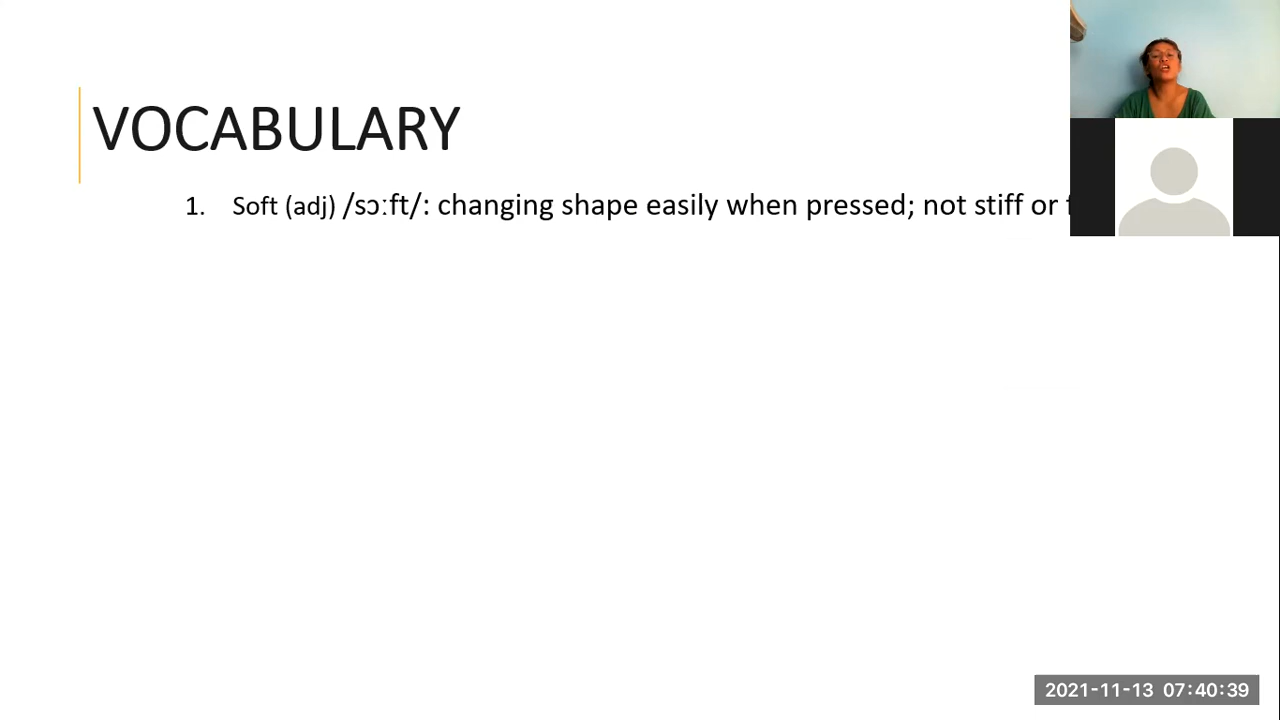 VOCABULARY
1. Soft (adj) /sɔːft/: changing shape easily when pressed; not stiff or
2021-11-13 07:40:39